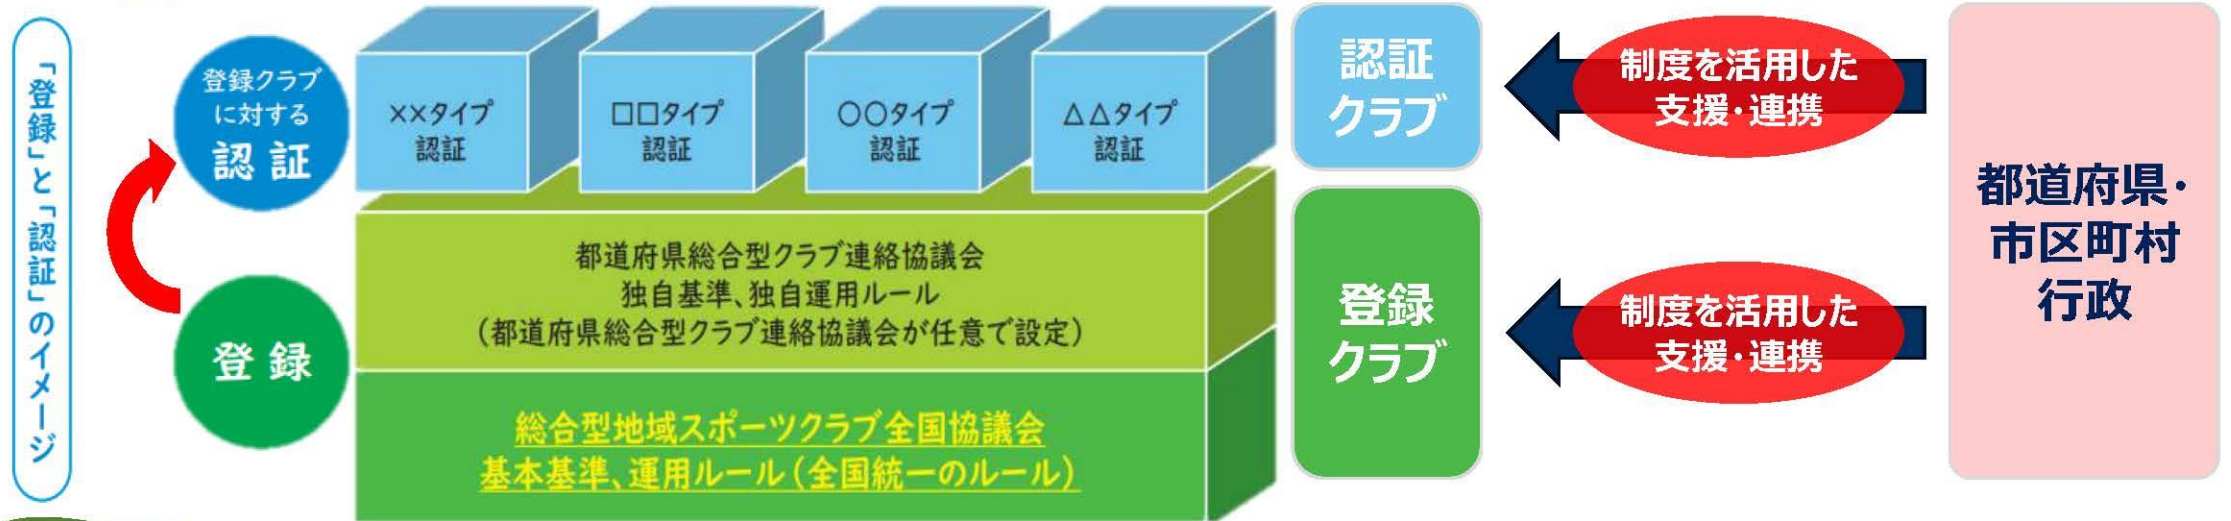 「登録」と「認証」のイメージ
登録クラブ
に対する
認証
登録
××タイプ
認証
□□タイプ
認証
○○タイプ
認証
△△タイプ
認証
都道府県総合型クラブ連絡協議会
独自基準、独自運用ルール
(都道府県総合型クラブ連絡協議会が任意で設定)
総合型地域スポーツクラブ全国協議会
基本基準、運用ルール(全国統一のルール)
認証
クラブ
登録
クラブ
制度を活用した
支援・連携
制度を活用した
支援・連携
都道府県・
市区町村
行政